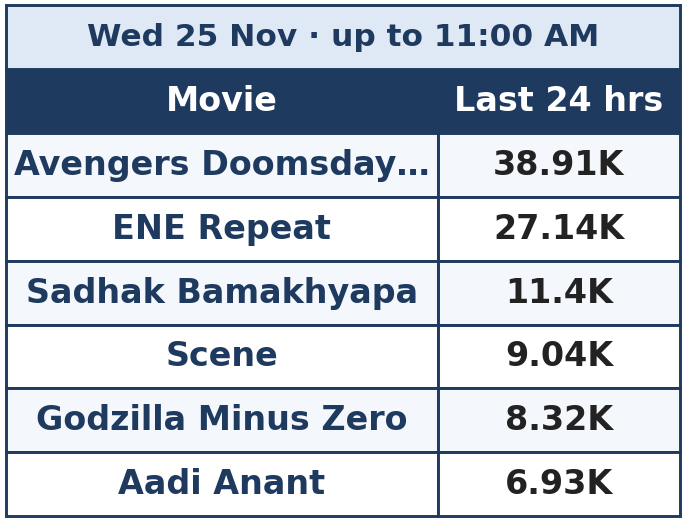 Wed 25 Nov · up to 11:00 AM
Movie Last 24 hrs
Avengers Doomsday... 38.91K
ENE Repeat 27.14K
Sadhak Bamakhyapa 11.4K
Scene 9.04K
Godzilla Minus Zero 8.32K
Aadi Anant 6.93K